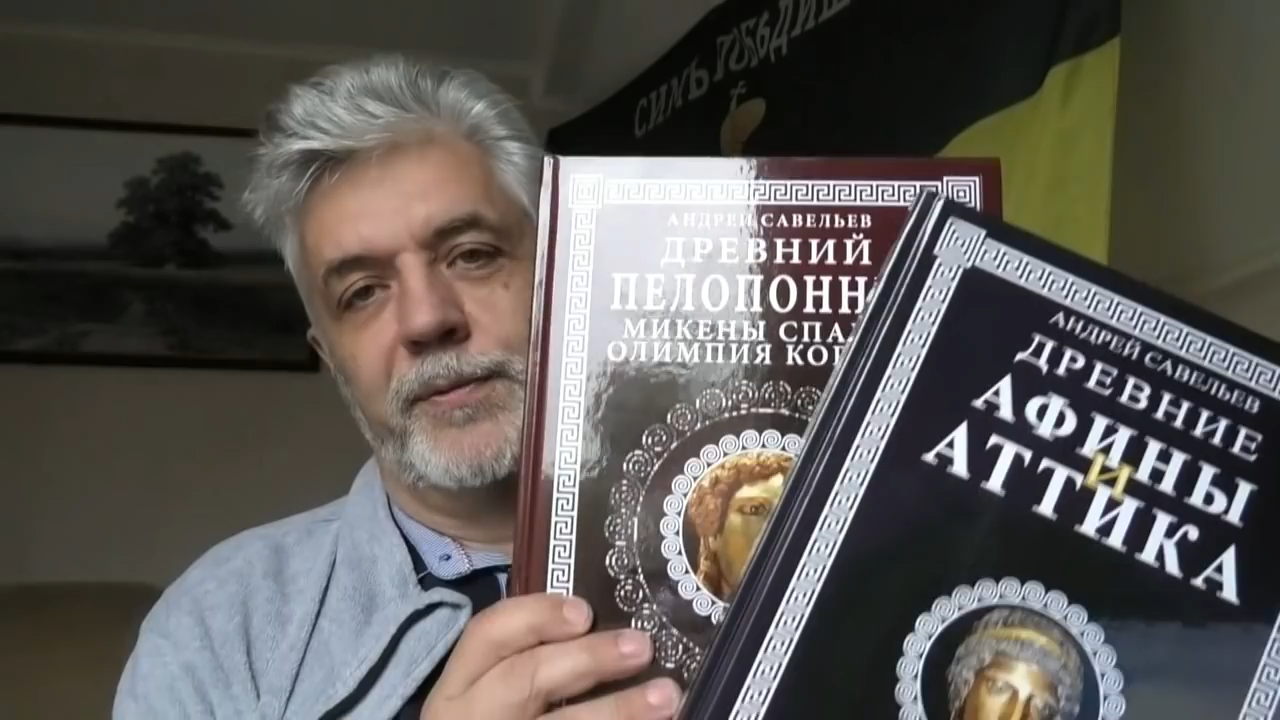 СИМЪ ПОБѢДИШ
АНДРЕЙ САВЕЛЬЕВ
ДРЕВНИЙ
ПЕЛОПОНН
МИКЕНЫ СПА
ОЛИМПИЯ КО
АНДРЕЙ САВЕЛЬЕВ
ДРЕВНИЕ
АФИНЫ
И
АТТИКА